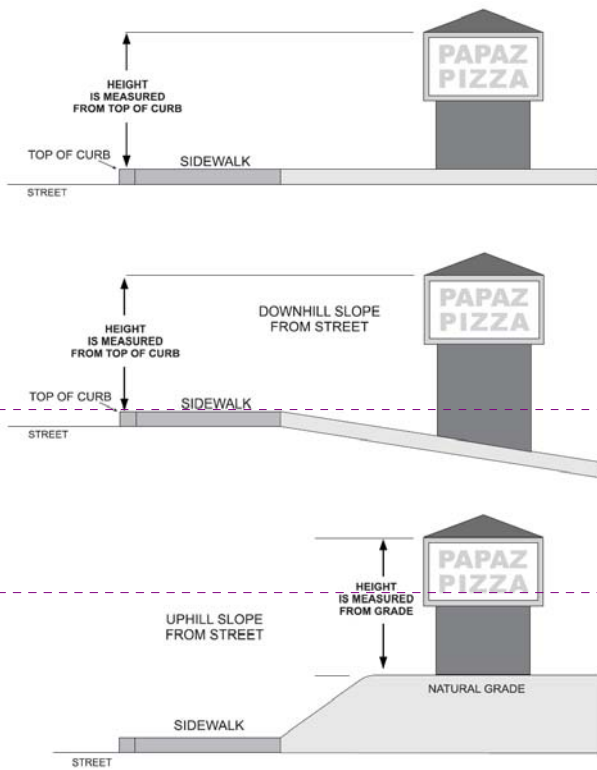 PAPAZ
PIZZA
HEIGHT
IS MEASURED
FROM TOP OF CURB
TOP OF CURB
SIDEWALK
STREET
PAPAZ
PIZZA
DOWNHILL SLOPE
FROM STREET
HEIGHT
IS MEASURED
FROM TOP OF CURB
TOP OF CURB
SIDEWALK
STREET
PAPAZ
PIZZA
HEIGHT
IS MEASURED
FROM GRADE
UPHILL SLOPE
FROM STREET
NATURAL GRADE
SIDEWALK
STREET